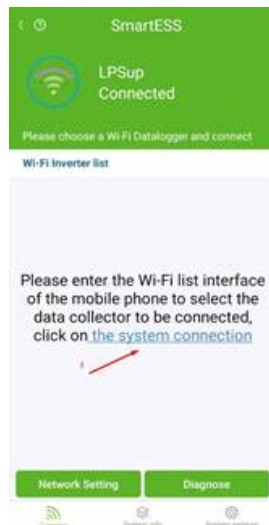 SmartESS
LPSup
Connected
Please choose a Wi-Fi Datalogger and connect
Wi-Fi Inverter list
Please enter the Wi-Fi list interface
of the mobile phone to select the
data collector to be connected,
click on the system connection
Network Setting
Diagnose